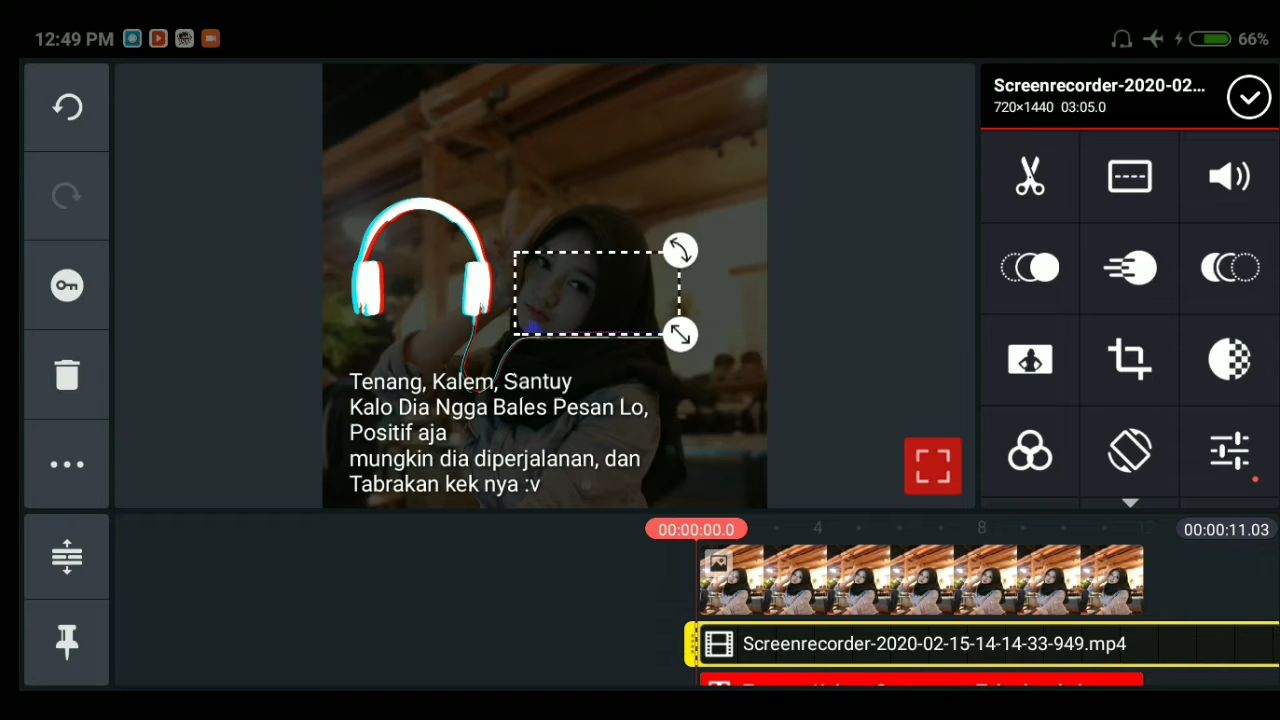 12:49 PM
66%
Screenrecorder-2020-02...
720×1440 03:05.0
Tenang, Kalem, Santuy
Kalo Dia Ngga Bales Pesan Lo,
Positif aja
mungkin dia diperjalanan, dan
Tabrakan kek nya :v
00:00:00.0
4
8
12
00:00:11.03
Screenrecorder-2020-02-15-14-14-33-949.mp4